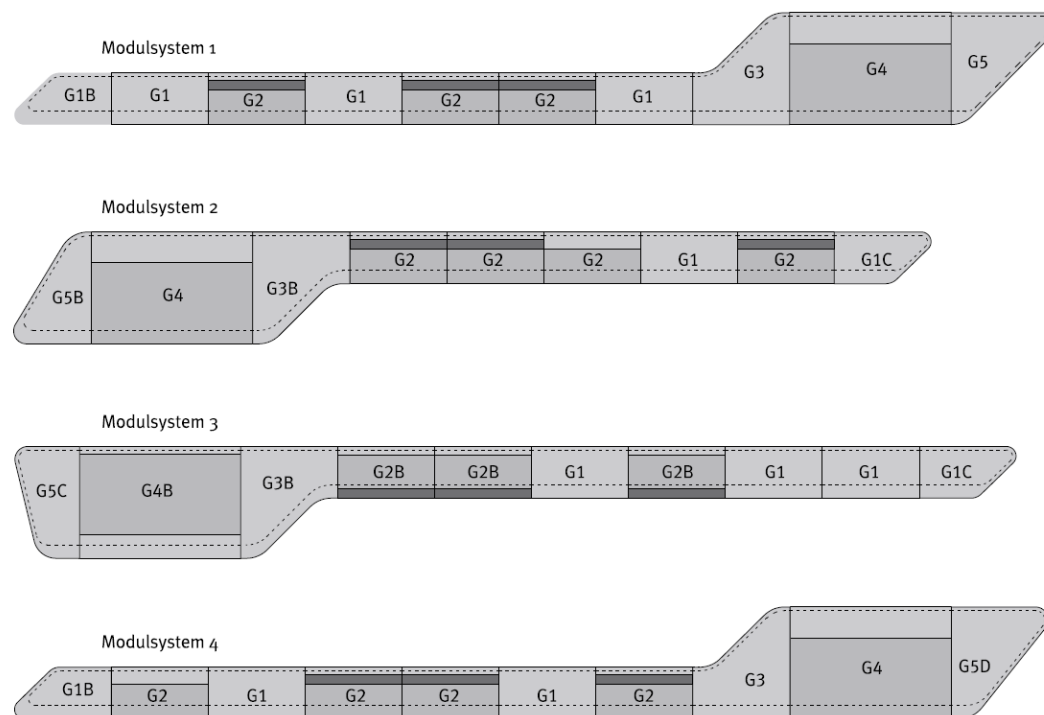 Modulsystem 1
G1B G1 G2 G1 G2 G2 G1 G3 G4 G5
Modulsystem 2
G5B G4 G3B G2 G2 G2 G1 G2 G1C
Modulsystem 3
G5C G4B G3B G2B G2B G1 G2B G1 G1 G1C
Modulsystem 4
G1B G2 G1 G2 G2 G1 G2 G3 G4 G5D